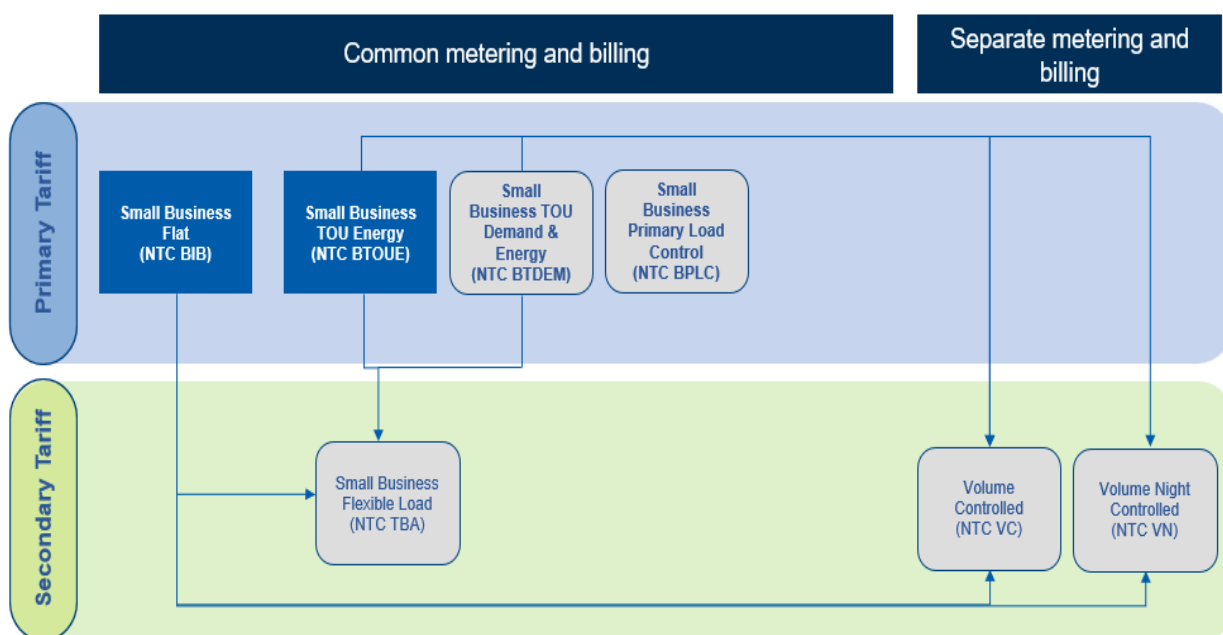 Common metering and billing
Separate metering and
billing
Primary Tariff
Small Business
Flat
(NTC BIB)
Small Business
TOU Energy
(NTC BTOUE)
Small
Business TOU
Demand &
Energy
(NTC BTDEM)
Small
Business
Primary Load
Control
(NTC BPLC)
Secondary Tariff
Small Business
Flexible Load
(NTC TBA)
Volume
Controlled
(NTC VC)
Volume Night
Controlled
(NTC VN)